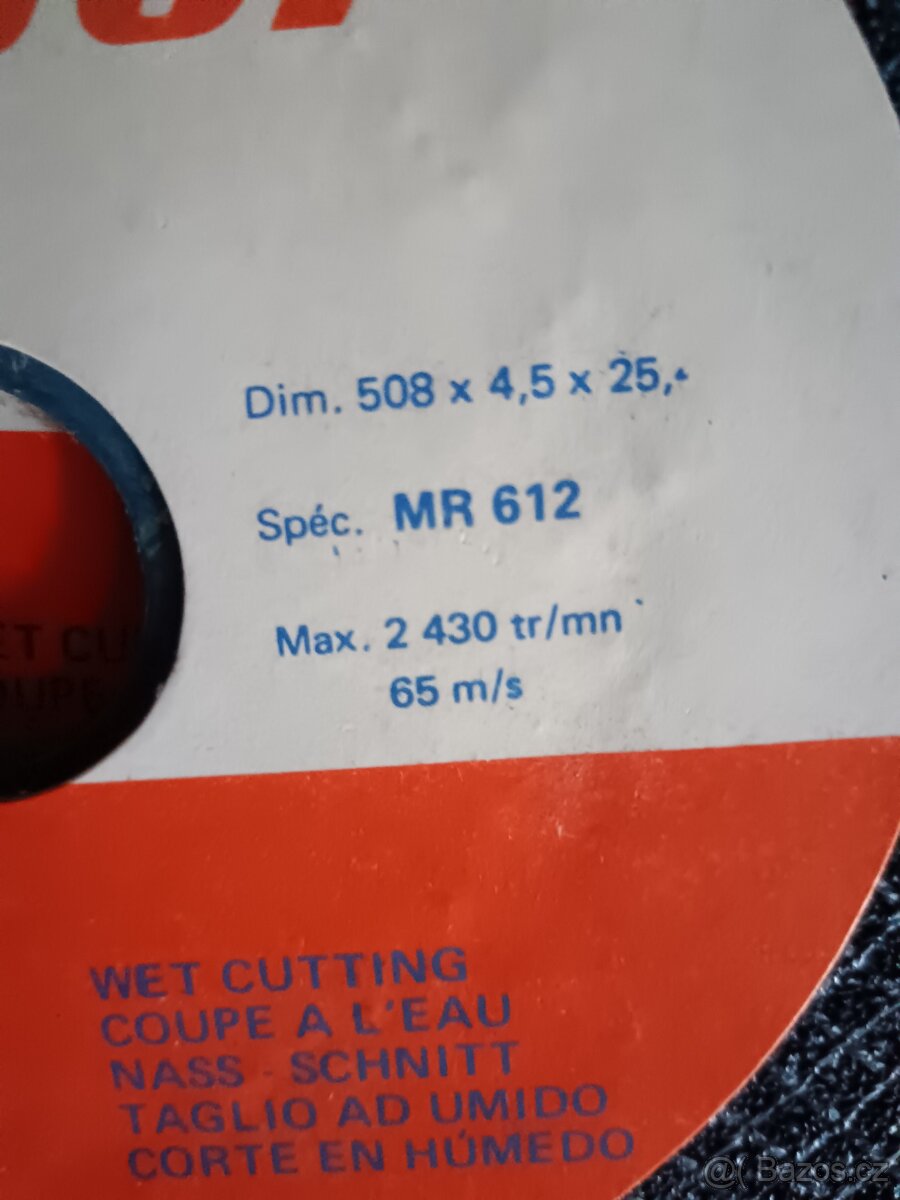 Dim. 508 x 4,5 x 25,4
Spéc. MR 612
Max. 2 430 tr/mn
65 m/s
WET CUTTING
COUPE A L'EAU
NASS - SCHNITT
TAGLIO AD UMIDO
CORTE EN HÚMEDO
@( Bazos.cz